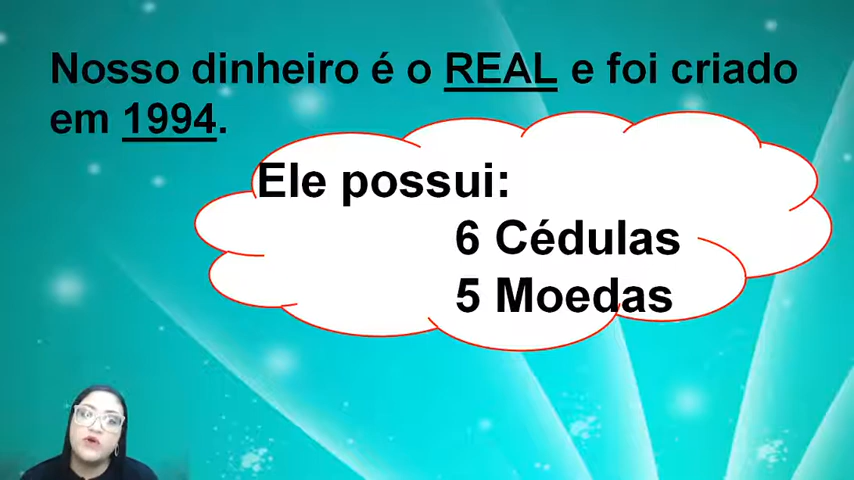 Nosso dinheiro é o REAL e foi criado
em 1994.
Ele possui:
6 Cédulas
5 Moedas